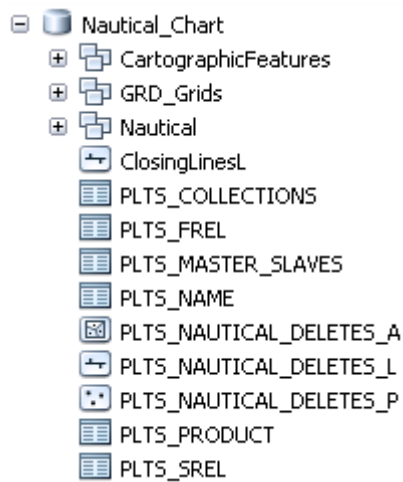 Nautical_Chart
CartographicFeatures
GRD_Grids
Nautical
ClosingLinesL
PLTS_COLLECTIONS
PLTS_FREL
PLTS_MASTER_SLAVES
PLTS_NAME
PLTS_NAUTICAL_DELETES_A
PLTS_NAUTICAL_DELETES_L
PLTS_NAUTICAL_DELETES_P
PLTS_PRODUCT
PLTS_SREL